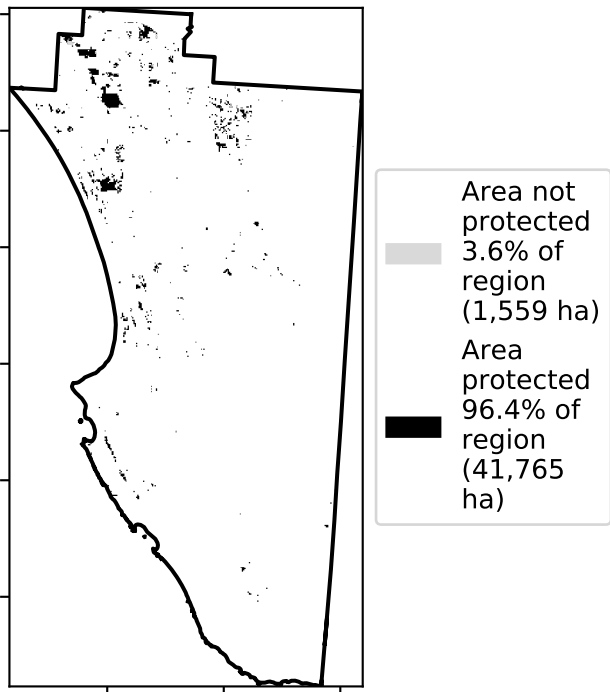 Area not
protected
3.6% of
region
(1,559 ha)
Area
protected
96.4% of
region
(41,765
ha)